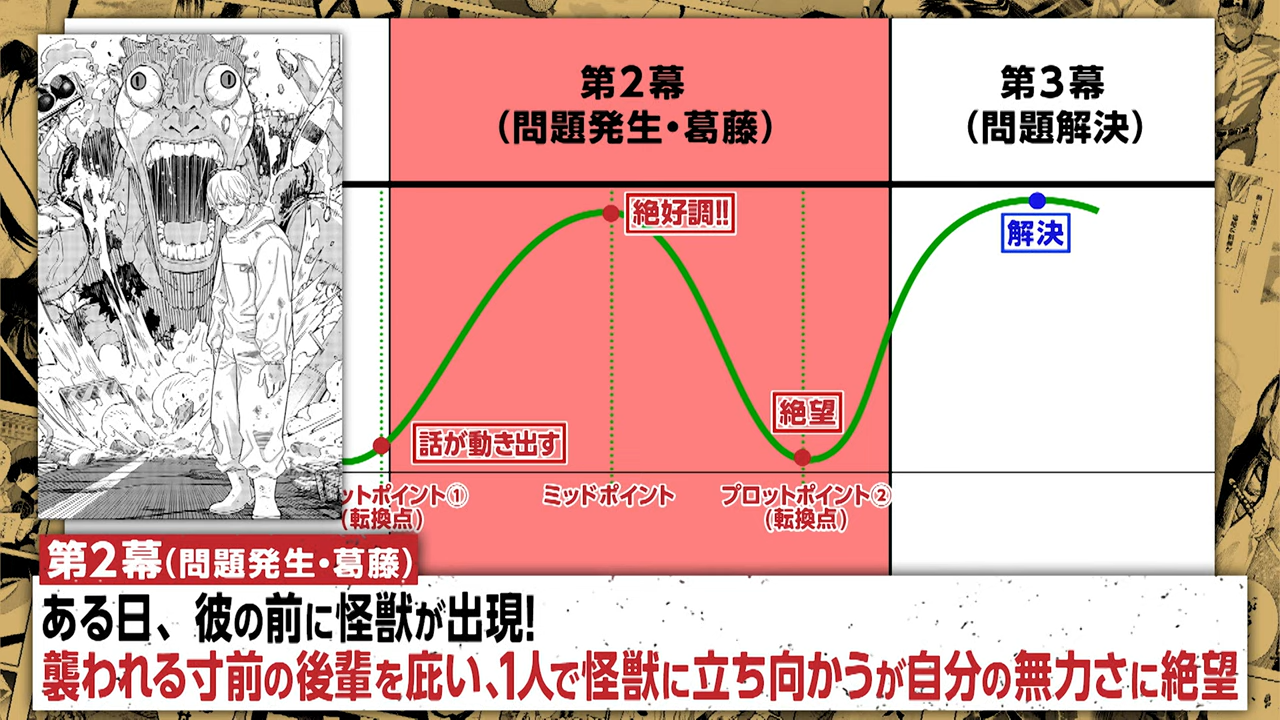 第2幕
(問題発生・葛藤)
第3幕
(問題解決)
絶好調!!
解決
絶望
話が動き出す
ットポイント①
(転換点)
ミッドポイント
プロットポイント②
(転換点)
第2幕(問題発生・葛藤)
ある日、彼の前に怪獣が出現!
襲われる寸前の後輩を庇い、1人で怪獣に立ち向かうが自分の無力さに絶望